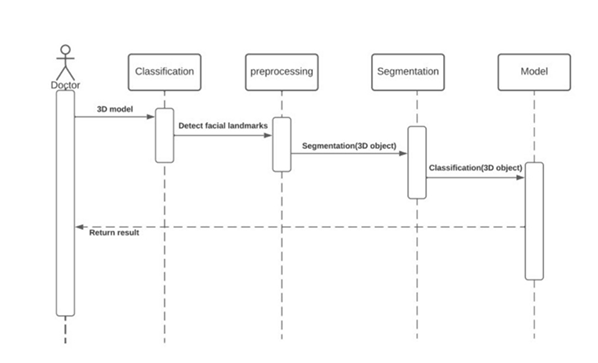 Classification
preprocessing
Segmentation
Model
Doctor
3D model
Detect facial landmarks
Segmentation(3D object)
Classification(3D object)
Return result